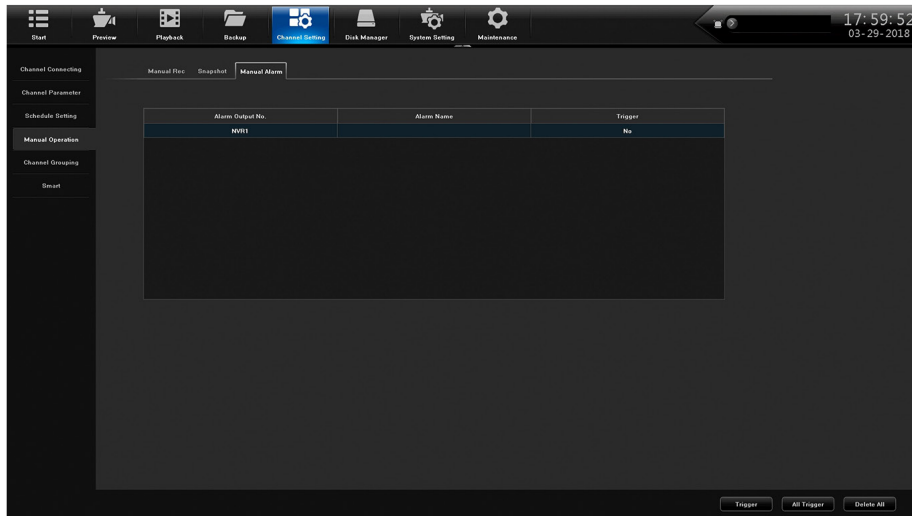 Start Preview Playback Backup Channel Setting Disk Manager System Setting Maintenance
17:59:52
03-29-2018
Channel Connecting
Channel Parameter
Schedule Setting
Manual Operation
Channel Grouping
Smart
Manual Rec Snapshot Manual Alarm
Alarm Output No. Alarm Name Trigger
NVR1 No
Trigger All Trigger Delete All